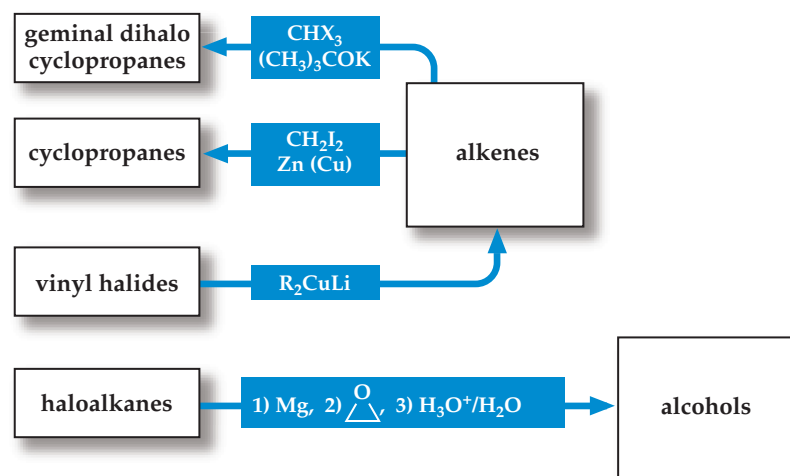 geminal dihalo
cyclopropanes
CHX₃
(CH₃)₃COK
cyclopropanes
CH₂I₂
Zn (Cu)
alkenes
vinyl halides
R₂CuLi
haloalkanes
1) Mg, 2) O , 3) H₃O⁺/H₂O
alcohols